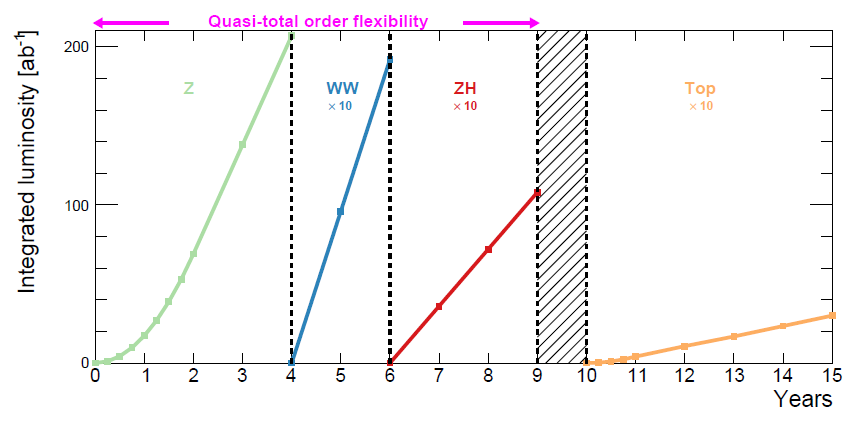 Quasi-total order flexibility
Integrated luminosity [ab⁻¹]
200
100
0
Z
WW
× 10
ZH
× 10
Top
× 10
0 1 2 3 4 5 6 7 8 9 10 11 12 13 14 15
Years